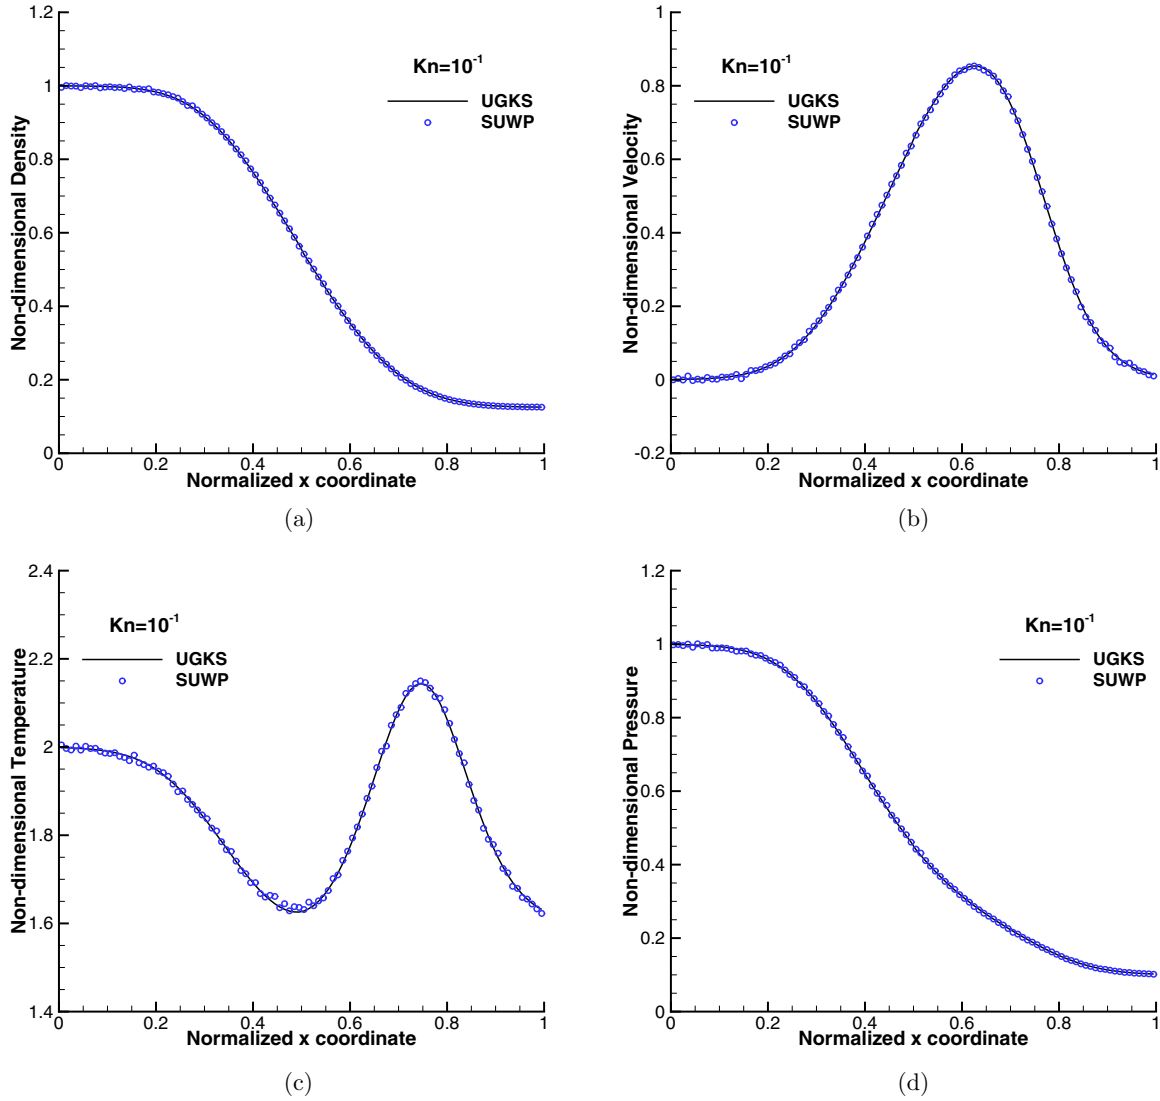 1.2
1
0.8
0.6
0.4
0.2
0
Non-dimensional Density
Kn=10⁻¹
UGKS
SUWP
0 0.2 0.4 0.6 0.8 1
Normalized x coordinate
(a)
1
0.8
0.6
0.4
0.2
0
-0.2
Non-dimensional Velocity
Kn=10⁻¹
UGKS
SUWP
0 0.2 0.4 0.6 0.8 1
Normalized x coordinate
(b)
2.4
2.2
2
1.8
1.6
1.4
Non-dimensional Temperature
Kn=10⁻¹
UGKS
SUWP
0 0.2 0.4 0.6 0.8 1
Normalized x coordinate
(c)
1.2
1
0.8
0.6
0.4
0.2
0
Non-dimensional Pressure
Kn=10⁻¹
UGKS
SUWP
0 0.2 0.4 0.6 0.8 1
Normalized x coordinate
(d)